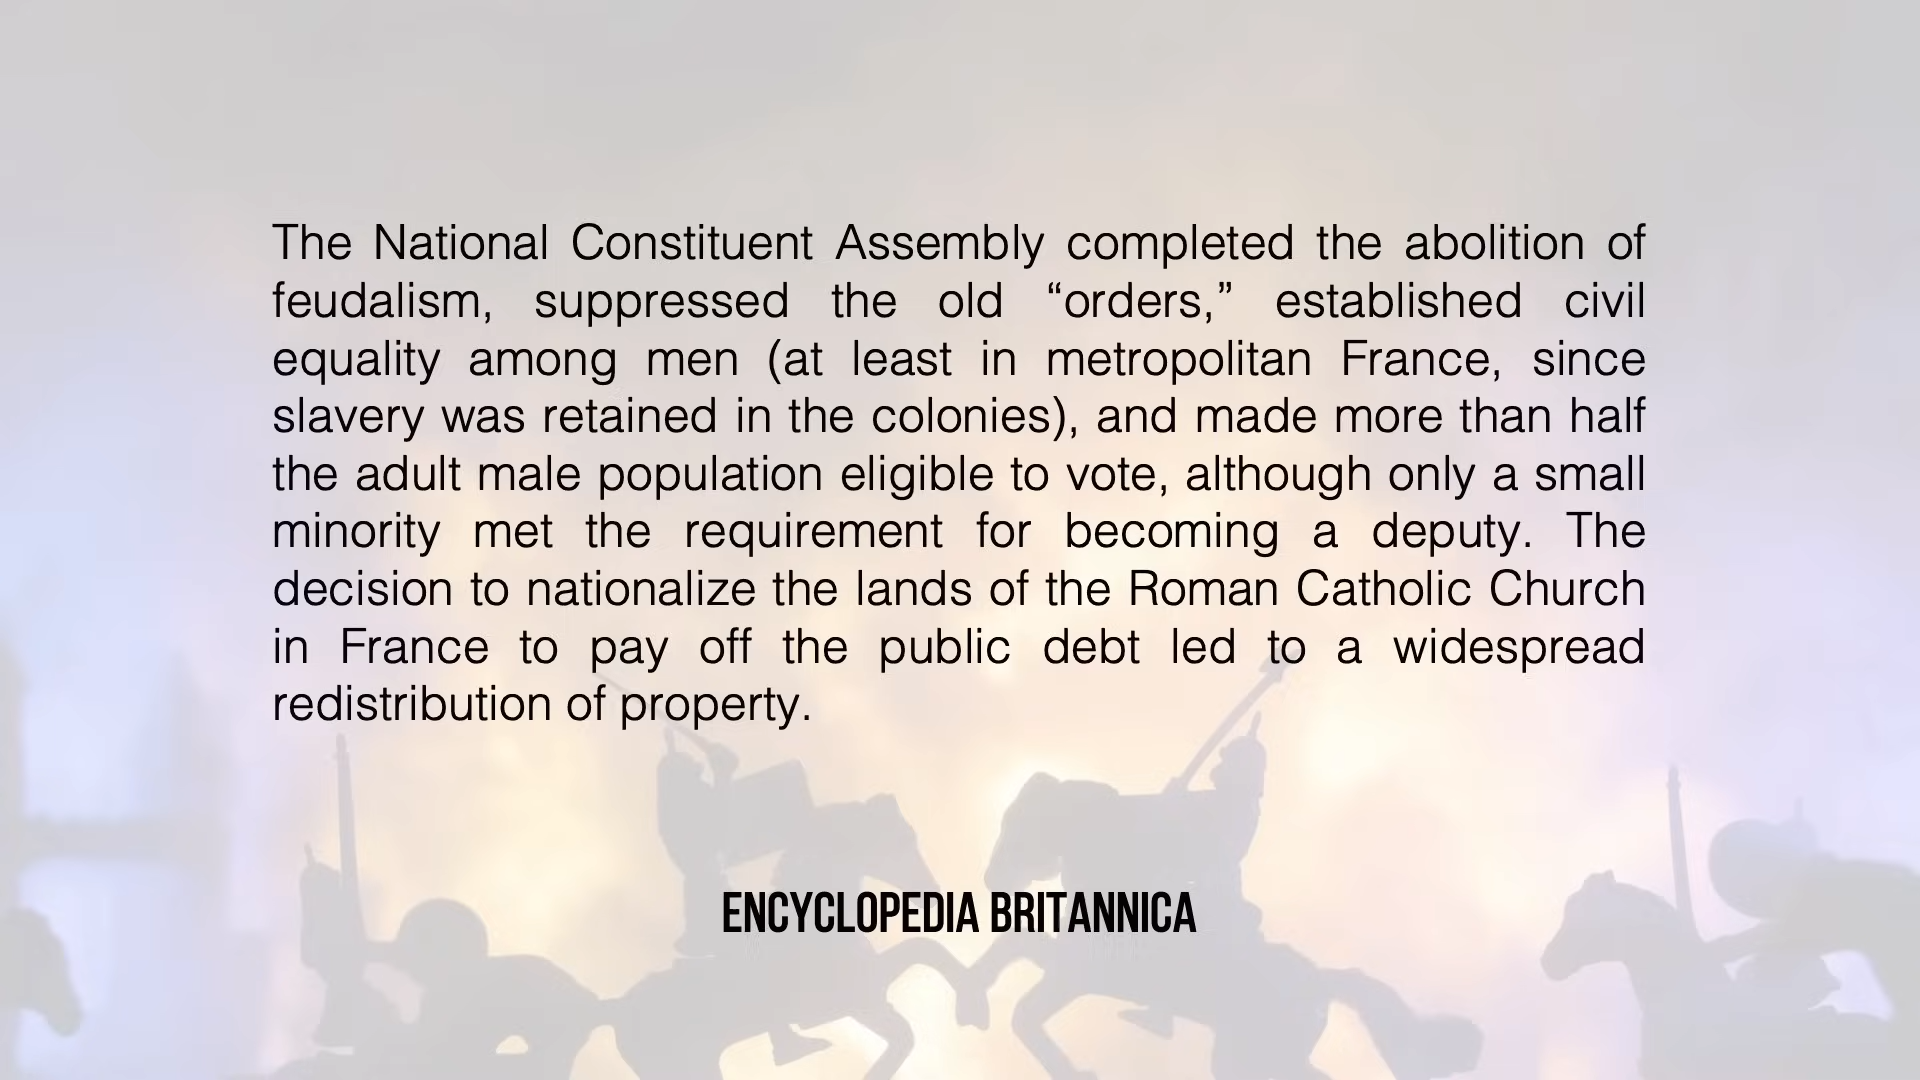 The National Constituent Assembly completed the abolition of
feudalism, suppressed the old “orders,” established civil
equality among men (at least in metropolitan France, since
slavery was retained in the colonies), and made more than half
the adult male population eligible to vote, although only a small
minority met the requirement for becoming a deputy. The
decision to nationalize the lands of the Roman Catholic Church
in France to pay off the public debt led to a widespread
redistribution of property.
ENCYCLOPEDIA BRITANNICA